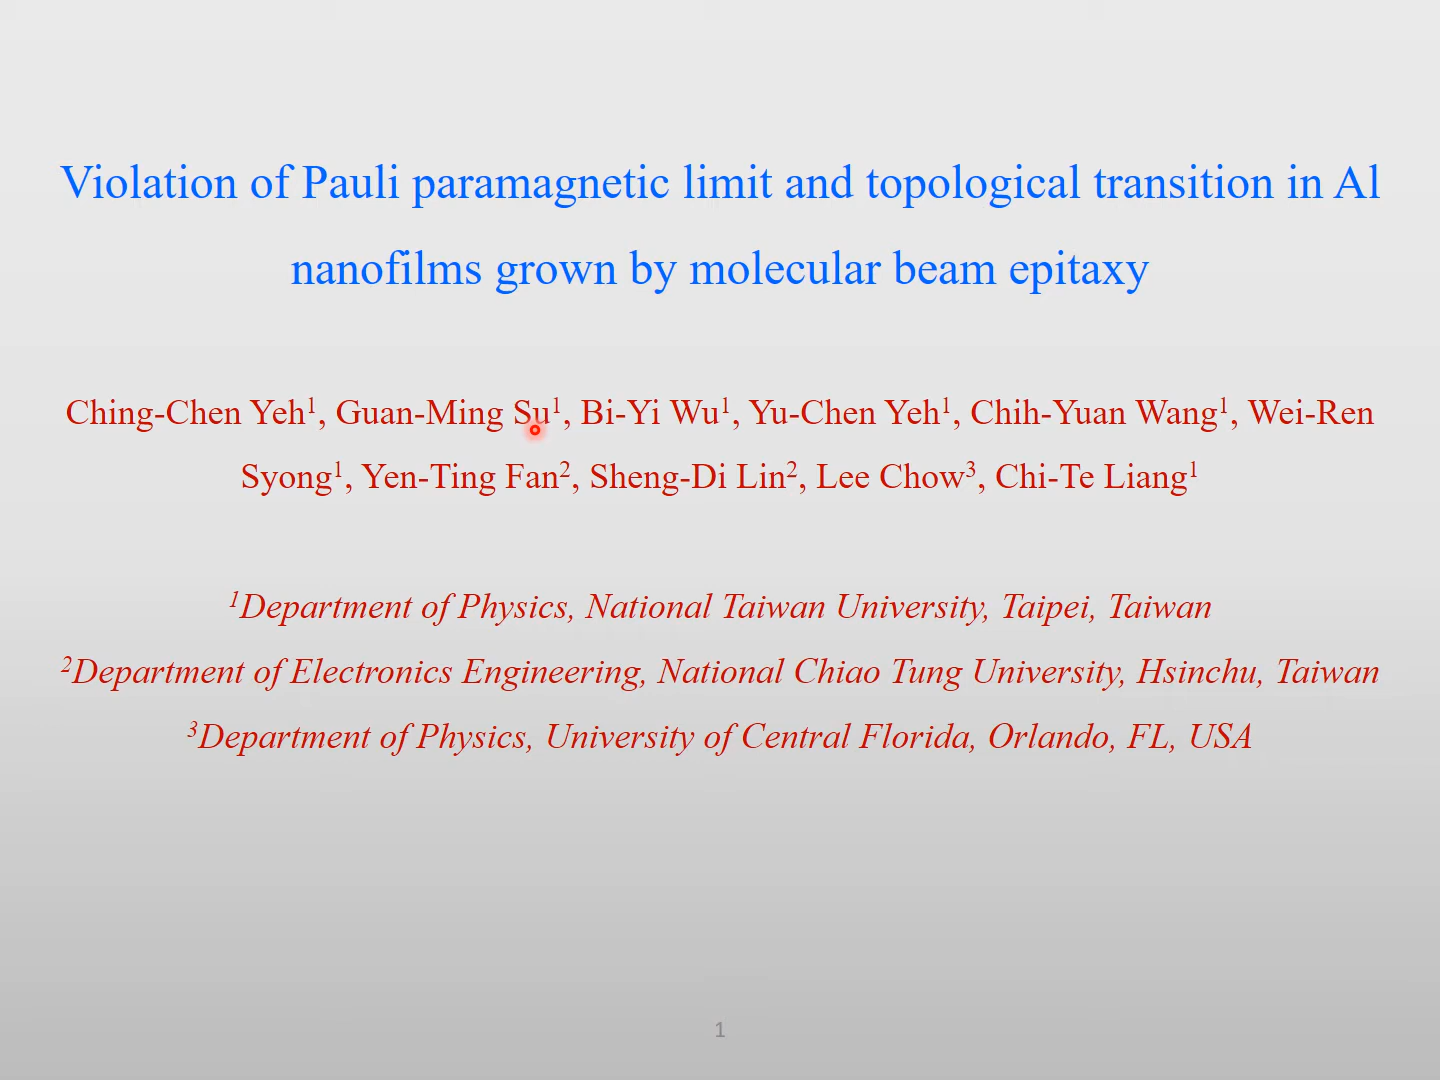 Violation of Pauli paramagnetic limit and topological transition in Al
nanofilms grown by molecular beam epitaxy
Ching-Chen Yeh¹, Guan-Ming Su¹, Bi-Yi Wu¹, Yu-Chen Yeh¹, Chih-Yuan Wang¹, Wei-Ren
Syong¹, Yen-Ting Fan², Sheng-Di Lin², Lee Chow³, Chi-Te Liang¹
¹Department of Physics, National Taiwan University, Taipei, Taiwan
²Department of Electronics Engineering, National Chiao Tung University, Hsinchu, Taiwan
³Department of Physics, University of Central Florida, Orlando, FL, USA
1